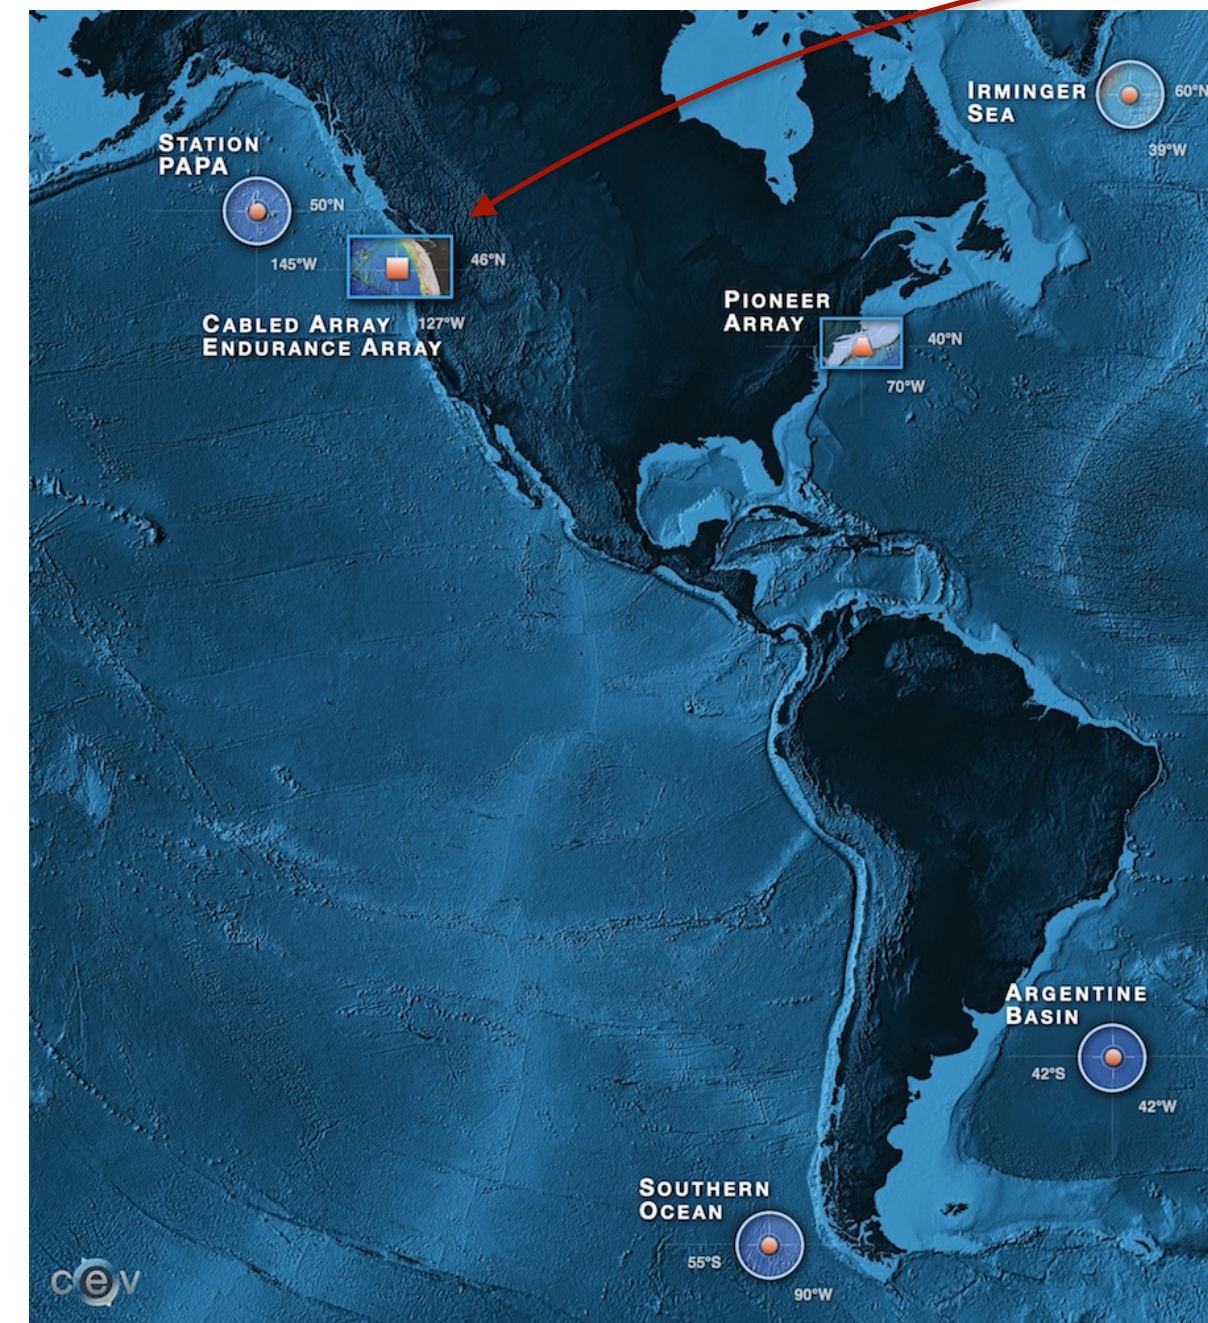 IRMINGER
SEA
60°N
39°W
STATION
PAPA
50°N
145°W
46°N
127°W
CABLED ARRAY
ENDURANCE ARRAY
PIONEER
ARRAY
40°N
70°W
ARGENTINE
BASIN
42°S
42°W
SOUTHERN
OCEAN
55°S
90°W
cev